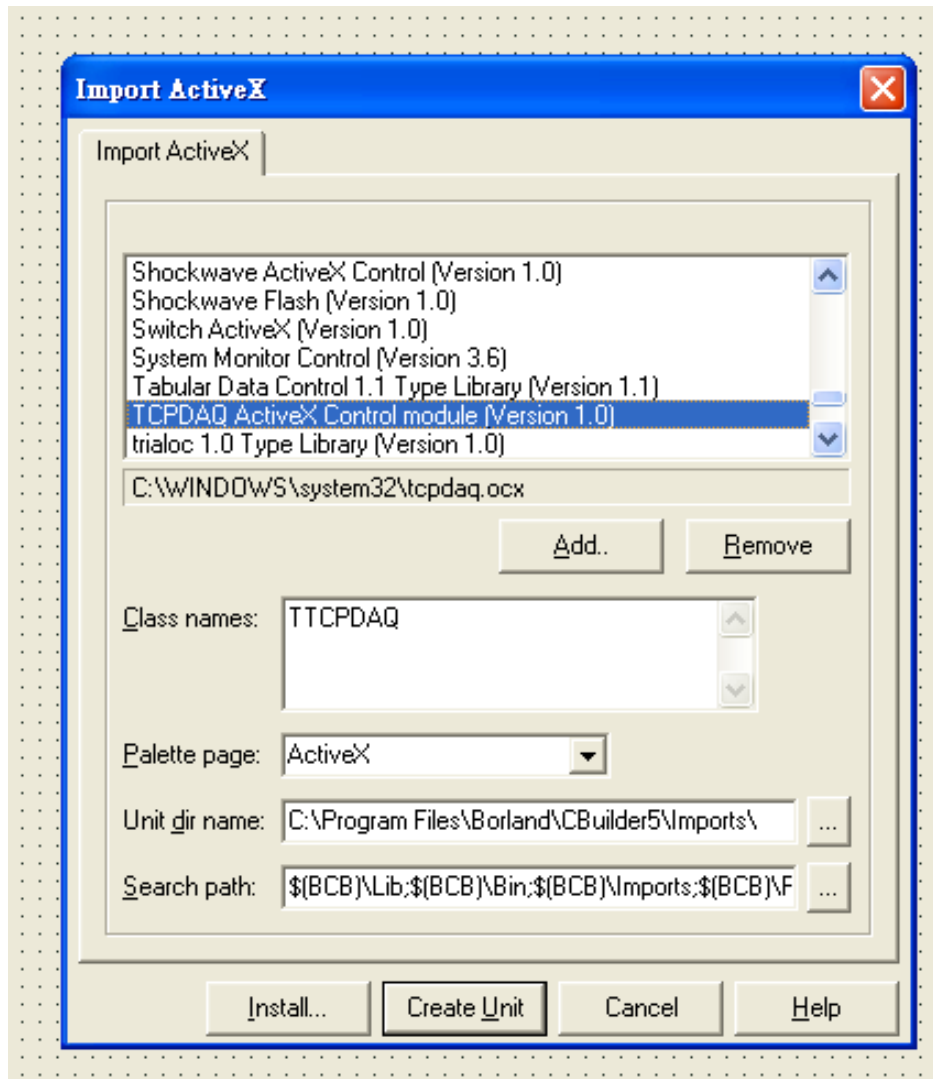 Import ActiveX
Import ActiveX
Shockwave ActiveX Control (Version 1.0)
Shockwave Flash (Version 1.0)
Switch ActiveX (Version 1.0)
System Monitor Control (Version 3.6)
Tabular Data Control 1.1 Type Library (Version 1.1)
TCPDAQ ActiveX Control module (Version 1.0)
trialoc 1.0 Type Library (Version 1.0)
C:\WINDOWS\system32\tcpdaq.ocx
Add.. Remove
Class names: TTCPDAQ
Palette page: ActiveX
Unit dir name: C:\Program Files\Borland\CBuilder5\Imports\ ...
Search path: $(BCB)\Lib;$(BCB)\Bin;$(BCB)\Imports;$(BCB)\F ...
Install... Create Unit Cancel Help